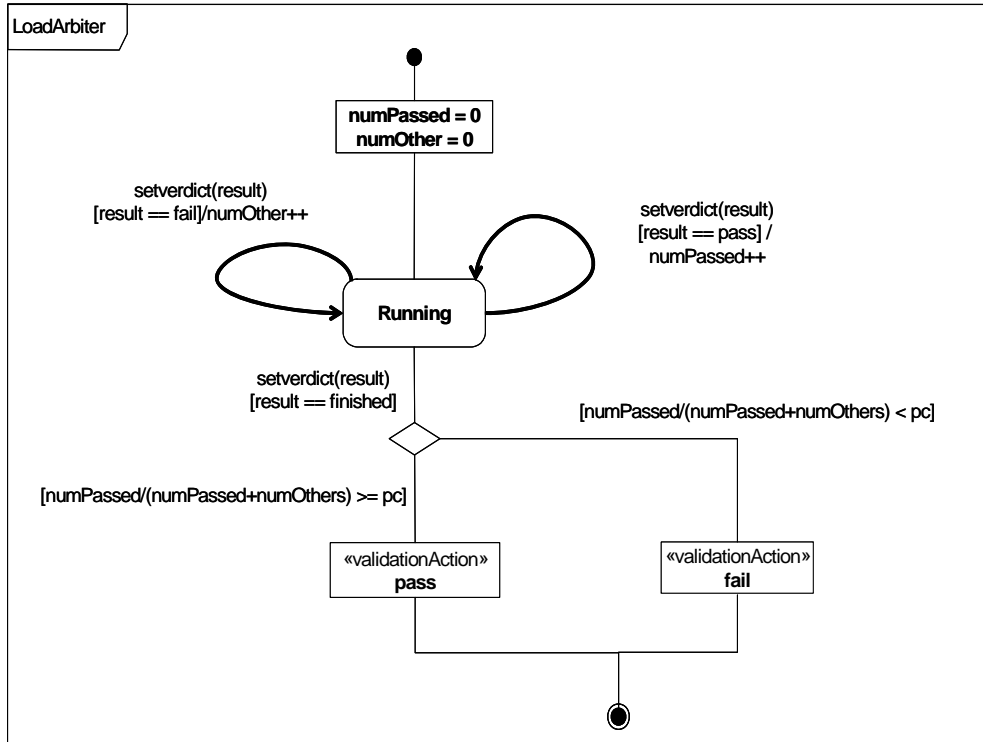 LoadArbiter
numPassed = 0
numOther = 0
setverdict(result)
[result == fail]/numOther++
setverdict(result)
[result == pass] /
numPassed++
Running
setverdict(result)
[result == finished]
[numPassed/(numPassed+numOthers) < pc]
[numPassed/(numPassed+numOthers) >= pc]
«validationAction»
pass
«validationAction»
fail